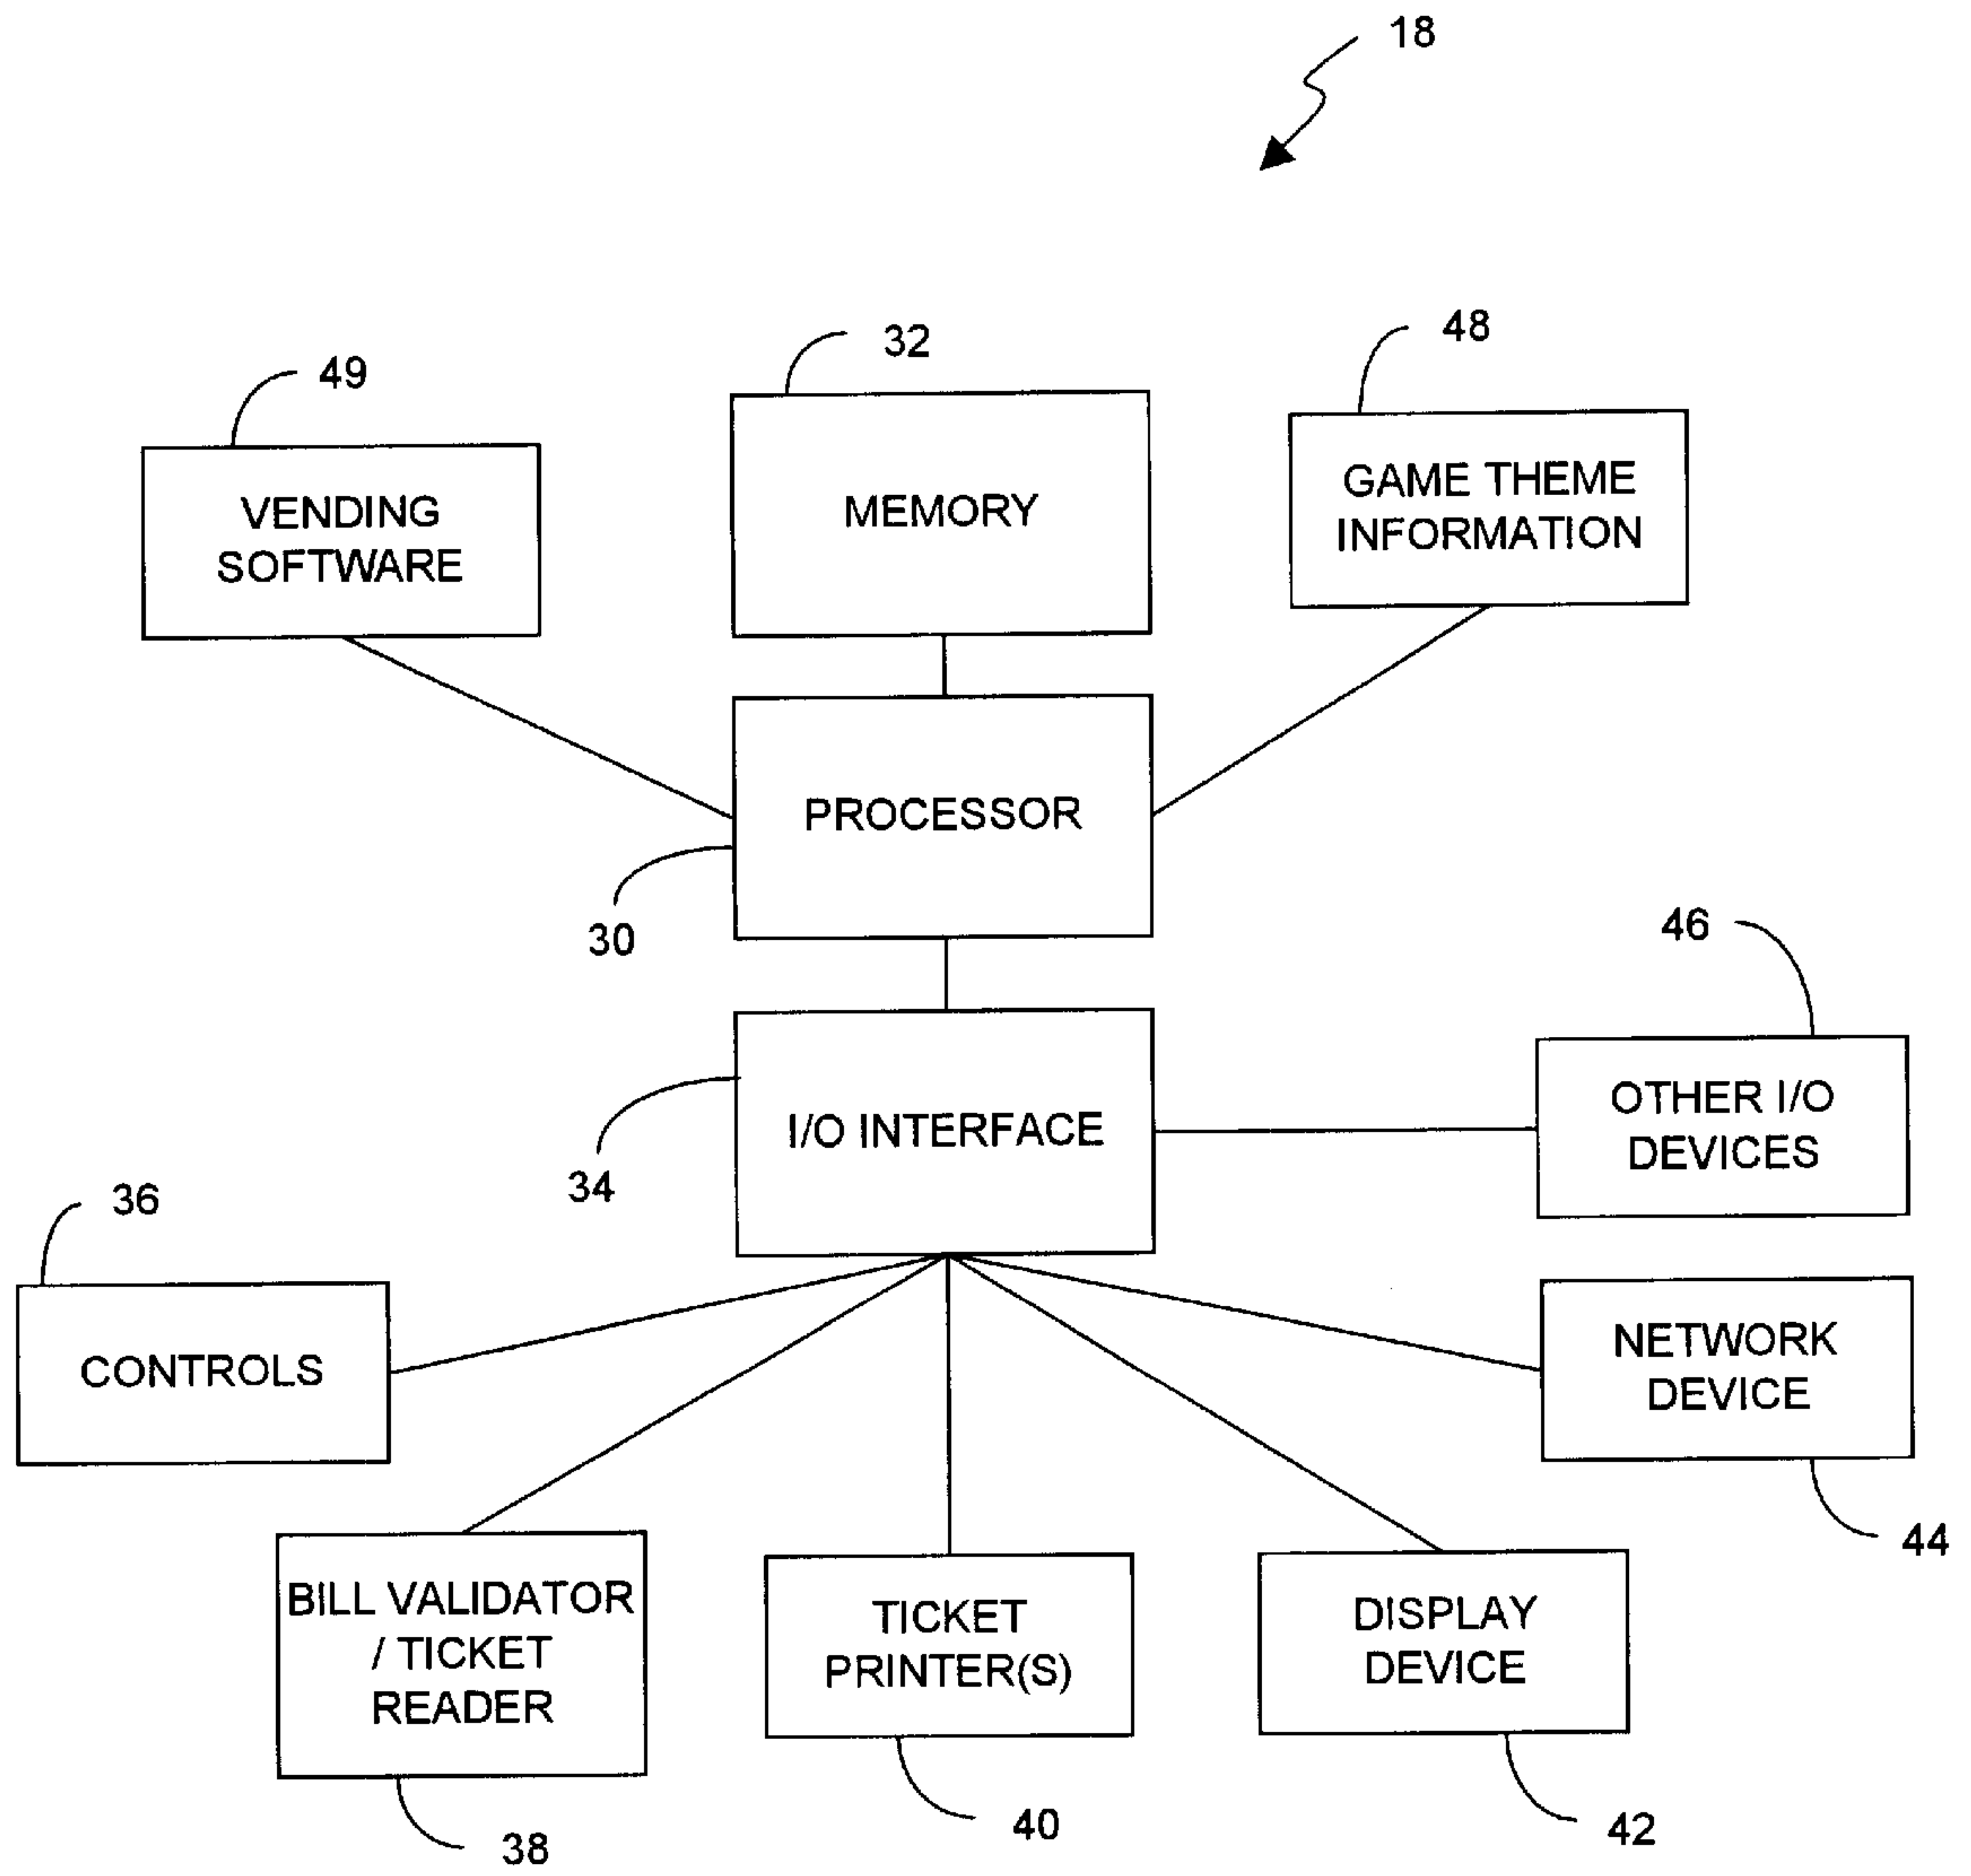 18
32
48
49
VENDING
SOFTWARE
MEMORY
GAME THEME
INFORMATION
PROCESSOR
30
46
I/O INTERFACE
34
OTHER I/O
DEVICES
36
CONTROLS
NETWORK
DEVICE
44
BILL VALIDATOR
/ TICKET
READER
TICKET
PRINTER(S)
DISPLAY
DEVICE
38
40
42